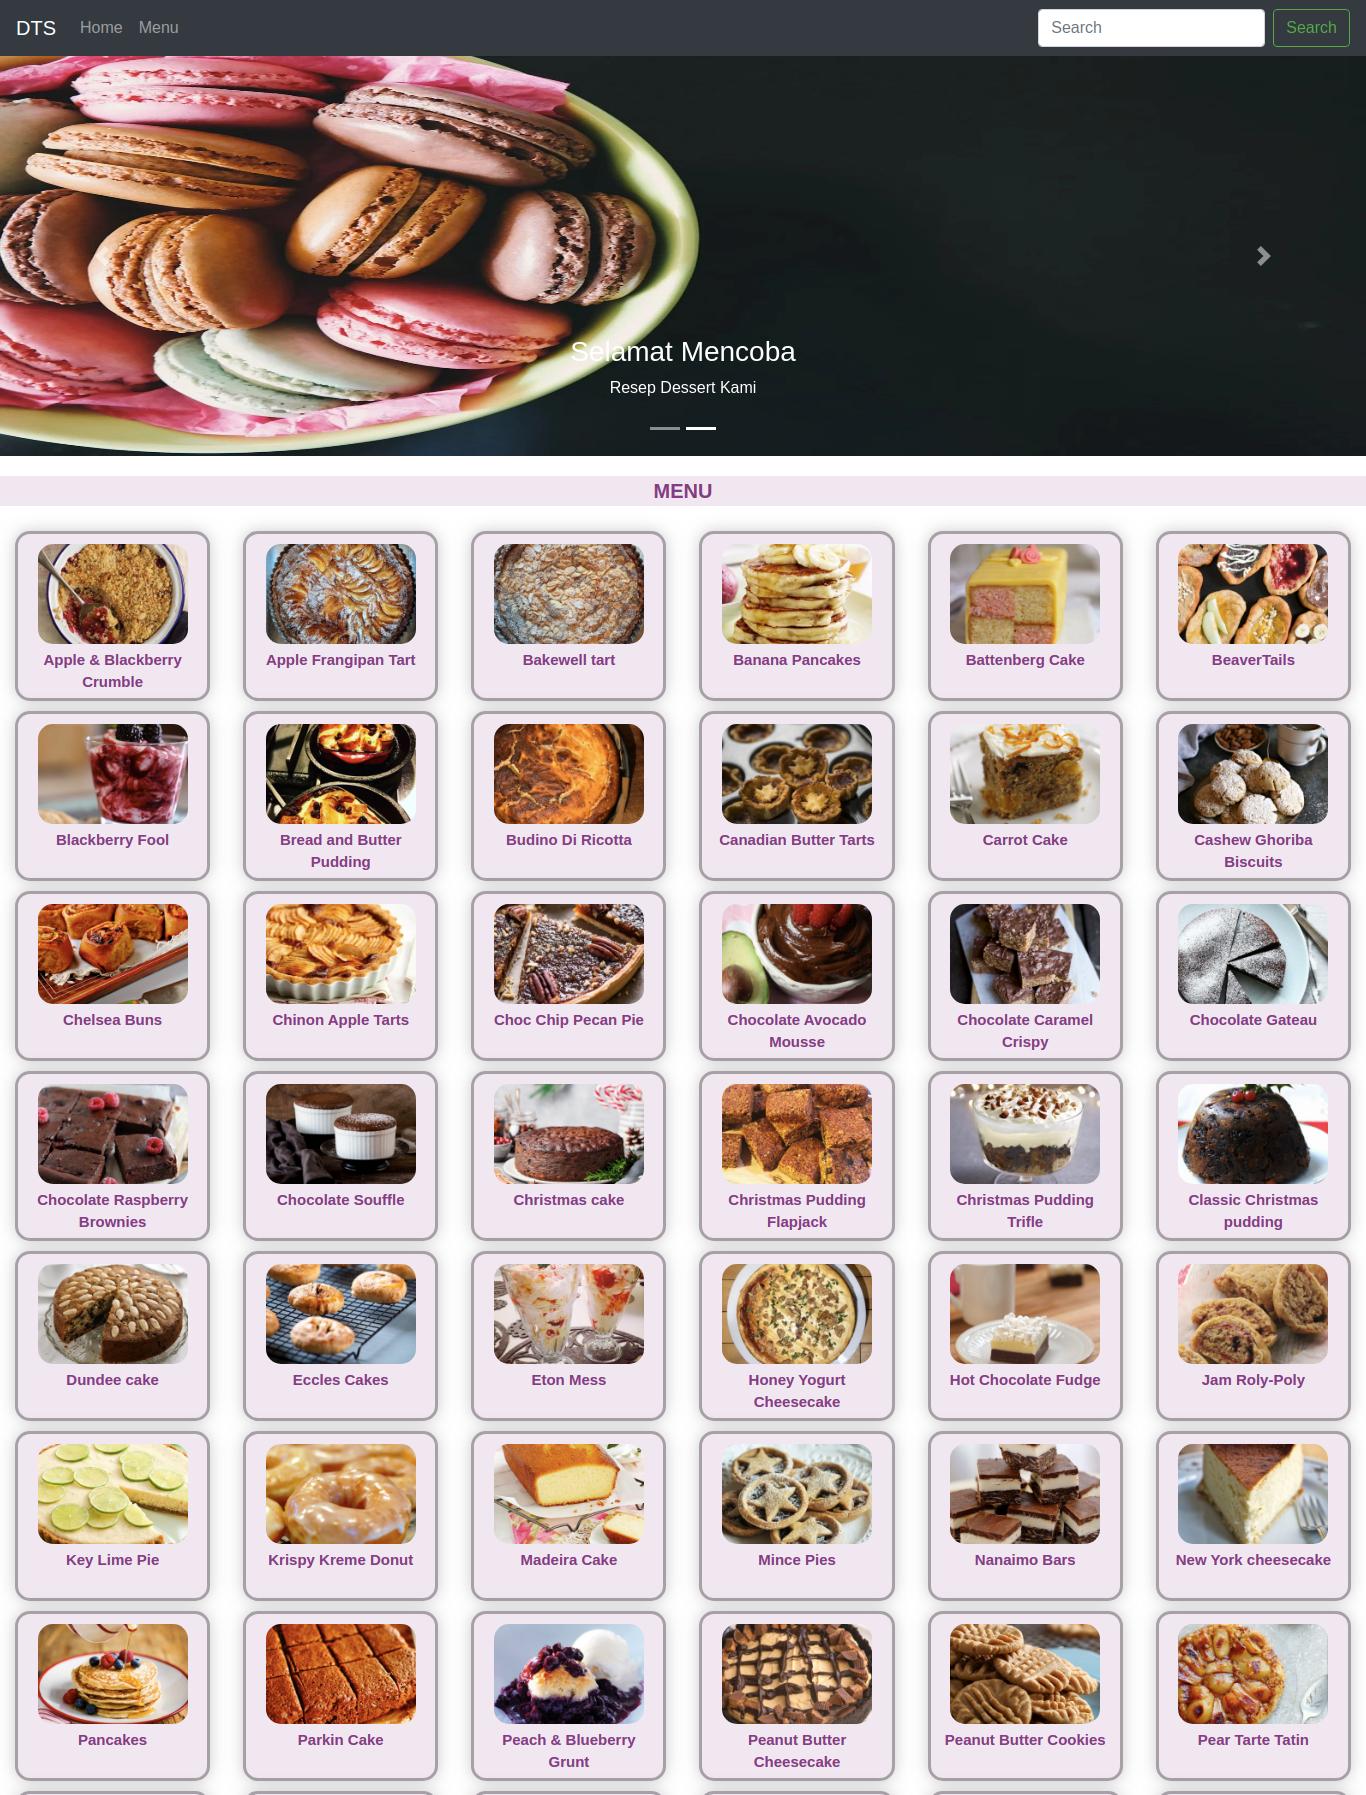 DTS Home Menu Search Search
Selamat Mencoba
Resep Dessert Kami
MENU
Apple & Blackberry
Crumble
Apple Frangipan Tart
Bakewell tart
Banana Pancakes
Battenberg Cake
BeaverTails
Blackberry Fool
Bread and Butter
Pudding
Budino Di Ricotta
Canadian Butter Tarts
Carrot Cake
Cashew Ghoriba
Biscuits
Chelsea Buns
Chinon Apple Tarts
Choc Chip Pecan Pie
Chocolate Avocado
Mousse
Chocolate Caramel
Crispy
Chocolate Gateau
Chocolate Raspberry
Brownies
Chocolate Souffle
Christmas cake
Christmas Pudding
Flapjack
Christmas Pudding
Trifle
Classic Christmas
pudding
Dundee cake
Eccles Cakes
Eton Mess
Honey Yogurt
Cheesecake
Hot Chocolate Fudge
Jam Roly-Poly
Key Lime Pie
Krispy Kreme Donut
Madeira Cake
Mince Pies
Nanaimo Bars
New York cheesecake
Pancakes
Parkin Cake
Peach & Blueberry
Grunt
Peanut Butter
Cheesecake
Peanut Butter Cookies
Pear Tarte Tatin